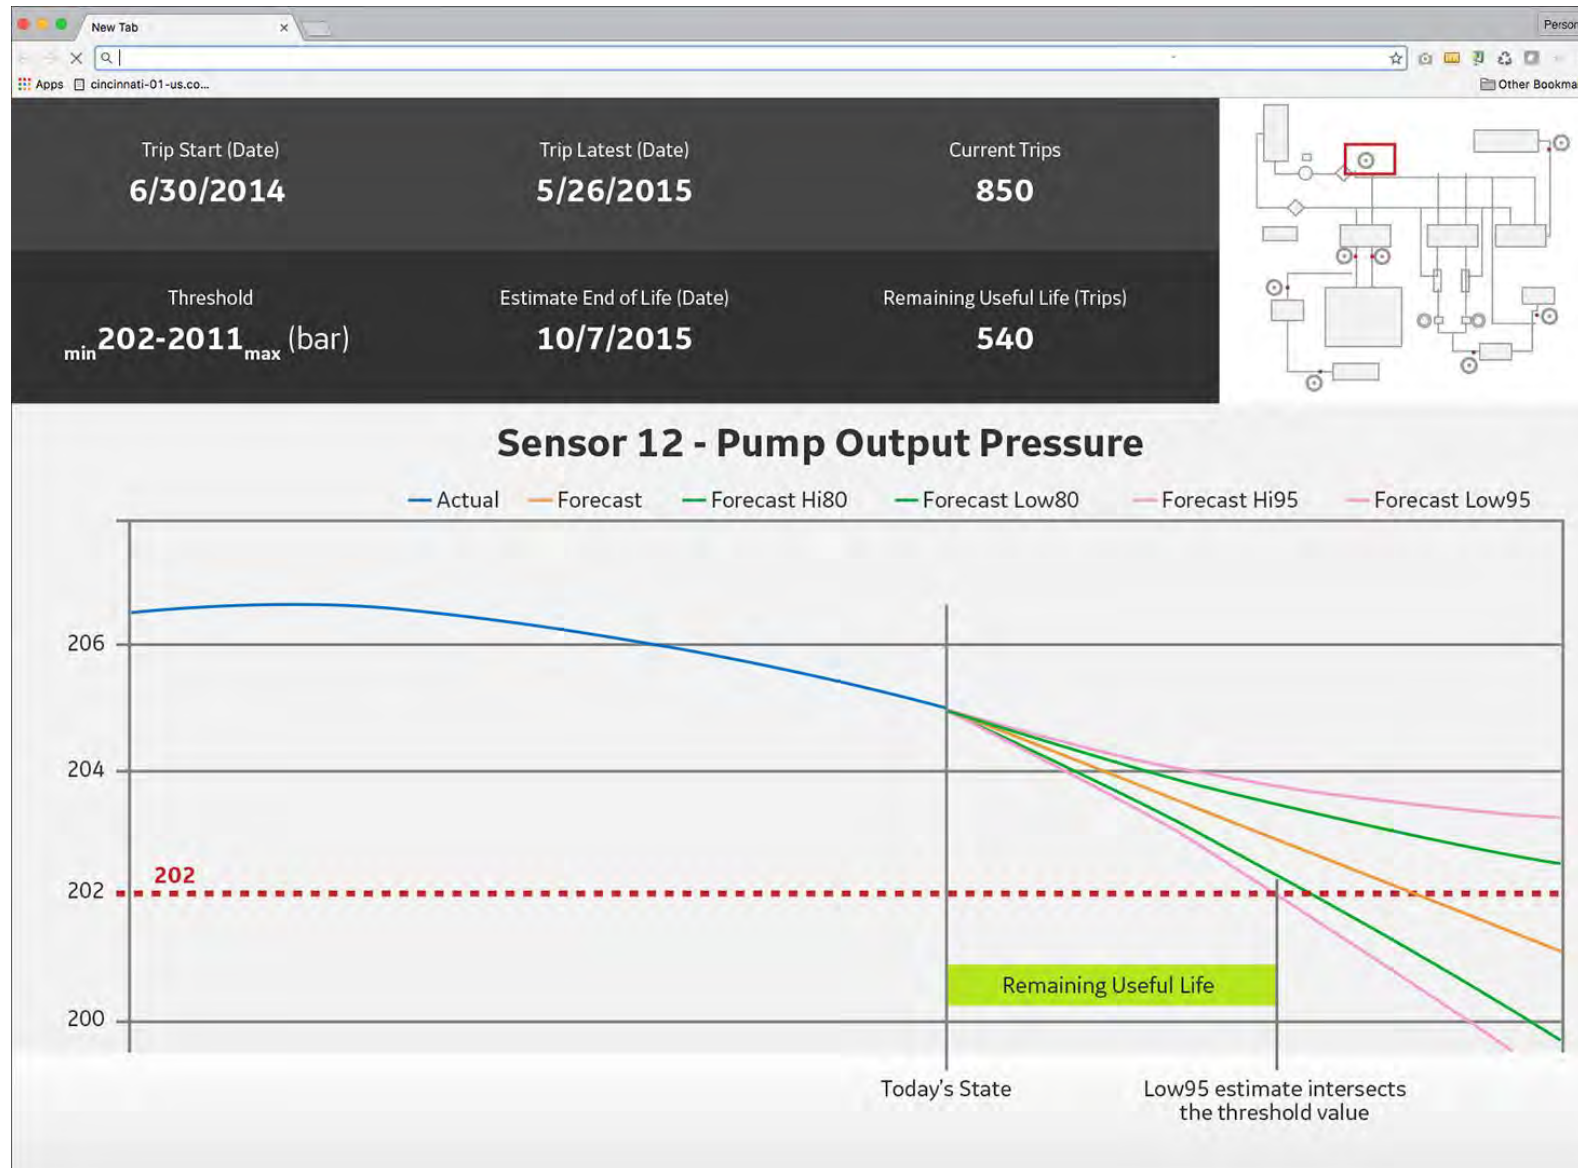 New Tab
Person
Apps cincinnati-01-us.co...
Other Bookma
Trip Start (Date)
6/30/2014
Trip Latest (Date)
5/26/2015
Current Trips
850
Threshold
min202-2011max (bar)
Estimate End of Life (Date)
10/7/2015
Remaining Useful Life (Trips)
540
Sensor 12 - Pump Output Pressure
Actual Forecast Forecast Hi80 Forecast Low80 Forecast Hi95 Forecast Low95
206
204
202
202
200
Remaining Useful Life
Today's State
Low95 estimate intersects
the threshold value